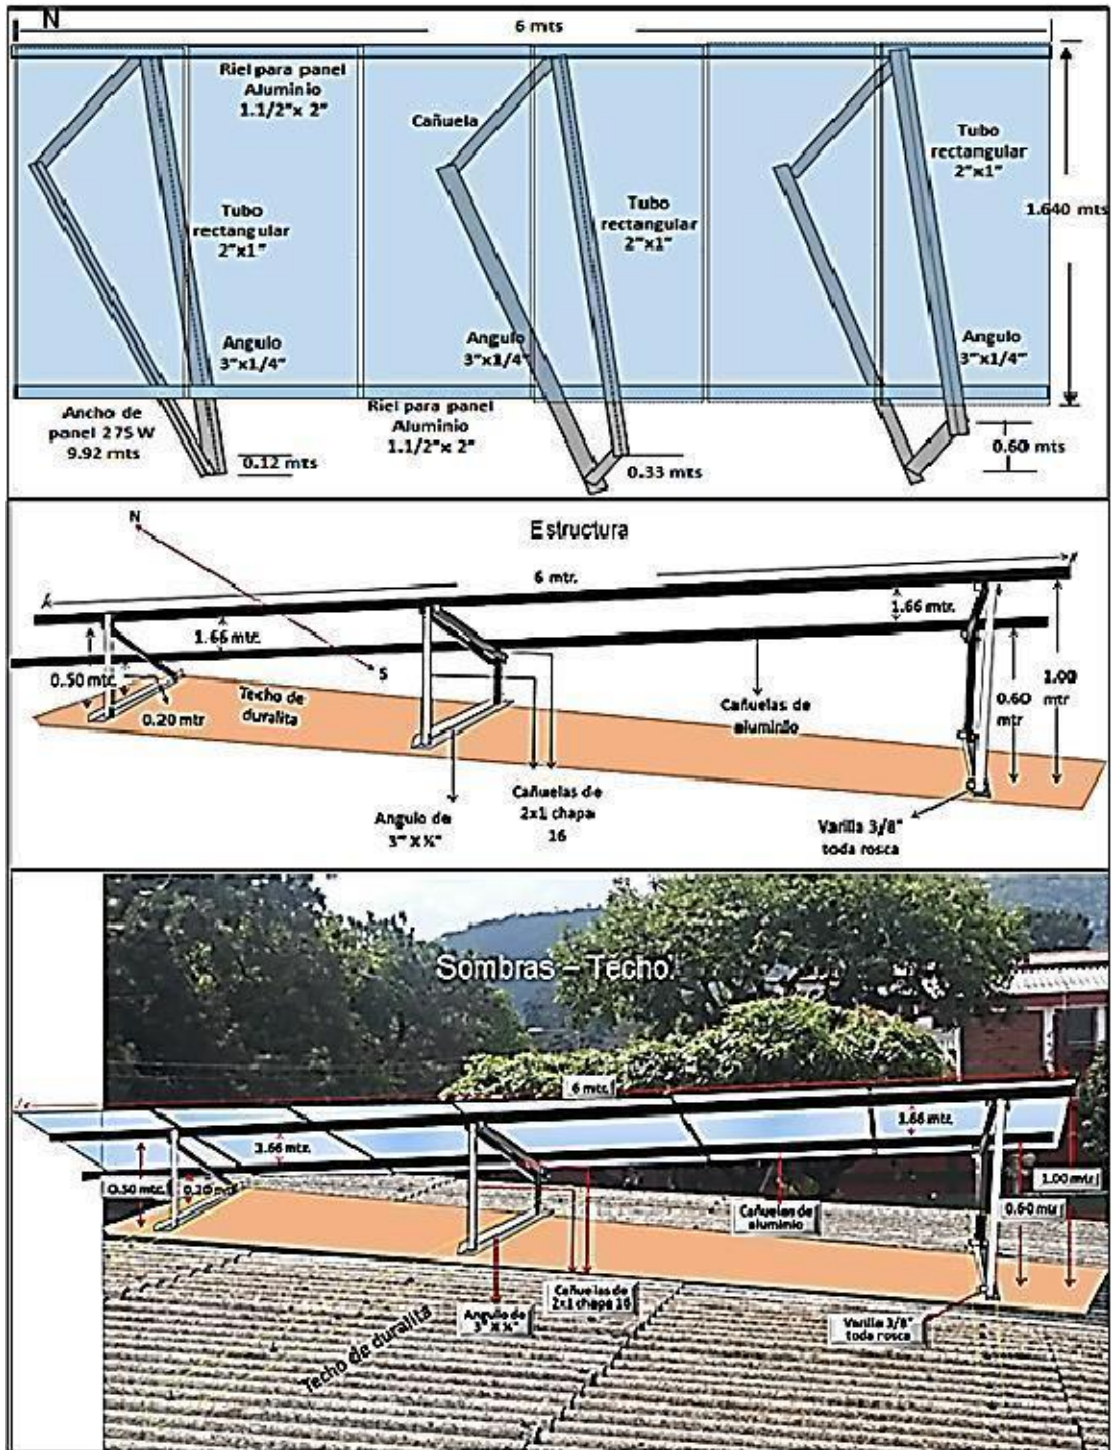 N
6 mts
Riel para panel
Aluminio
1.1/2"x 2"
Cañuela
Tubo
rectangular
2"x1"
Tubo
rectangular
2"x1"
Tubo
rectangular
2"x1"
1.640 mts
Angulo
3"x1/4"
Angulo
3"x1/4"
Angulo
3"x1/4"
Ancho de
panel 275 W
9.92 mts
Riel para panel
Aluminio
1.1/2"x 2"
0.12 mts
0.33 mts
0.60 mts
N
Estructura
6 mtr.
1.66 mtr.
1.66 mtr.
S
0.50 mtr.
0.20 mtr
Techo de
duralita
Cañuelas de
aluminio
0.60
mtr
1.00
mtr
Angulo de
3" X ¼"
Cañuelas de
2x1 chapa
16
Varilla 3/8"
toda rosca
Sombras – Techo.
6 mtr.
1.66 mtr.
1.66 mtr.
0.50 mtr.
0.20 mtr
1.00 mtr
0.60 mtr
Cañuelas de
aluminio
Cañuelas de
2x1 chapa 16
Angulo de
3" X ¼"
Varilla 3/8"
toda rosca
Techo de duralita